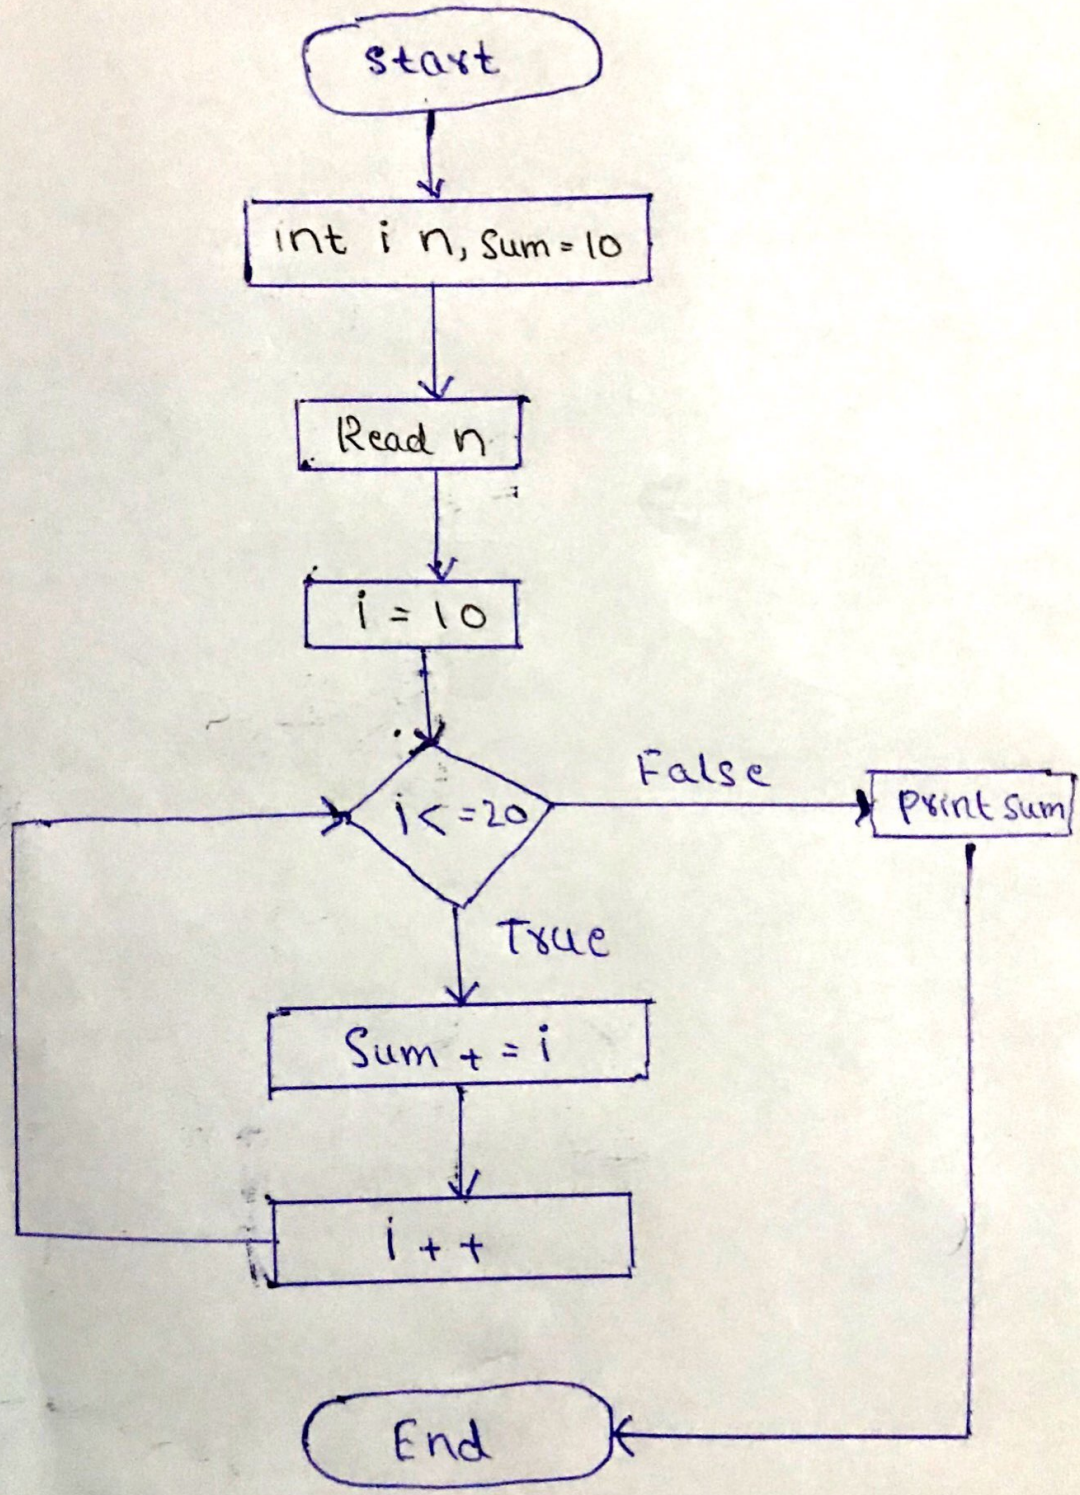 start
int i n, Sum = 10
Read n
i = 10
i <= 20
False
print sum
True
Sum + = i
i + +
End